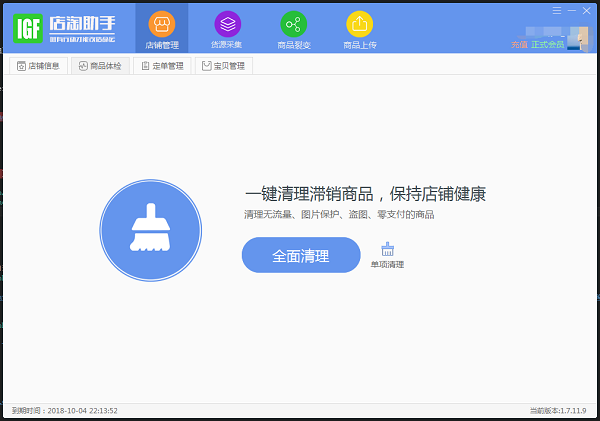 IGF 店淘助手
店铺管理 货源采集 商品裂变 商品上传
充值 正式会员
店铺信息 商品体检 定单管理 宝贝管理
一键清理滞销商品，保持店铺健康
清理无流量、图片保护、盗图、零支付的商品
全面清理
单项清理
到期时间：2018-10-04 22:13:52 当前版本:1.7.11.9